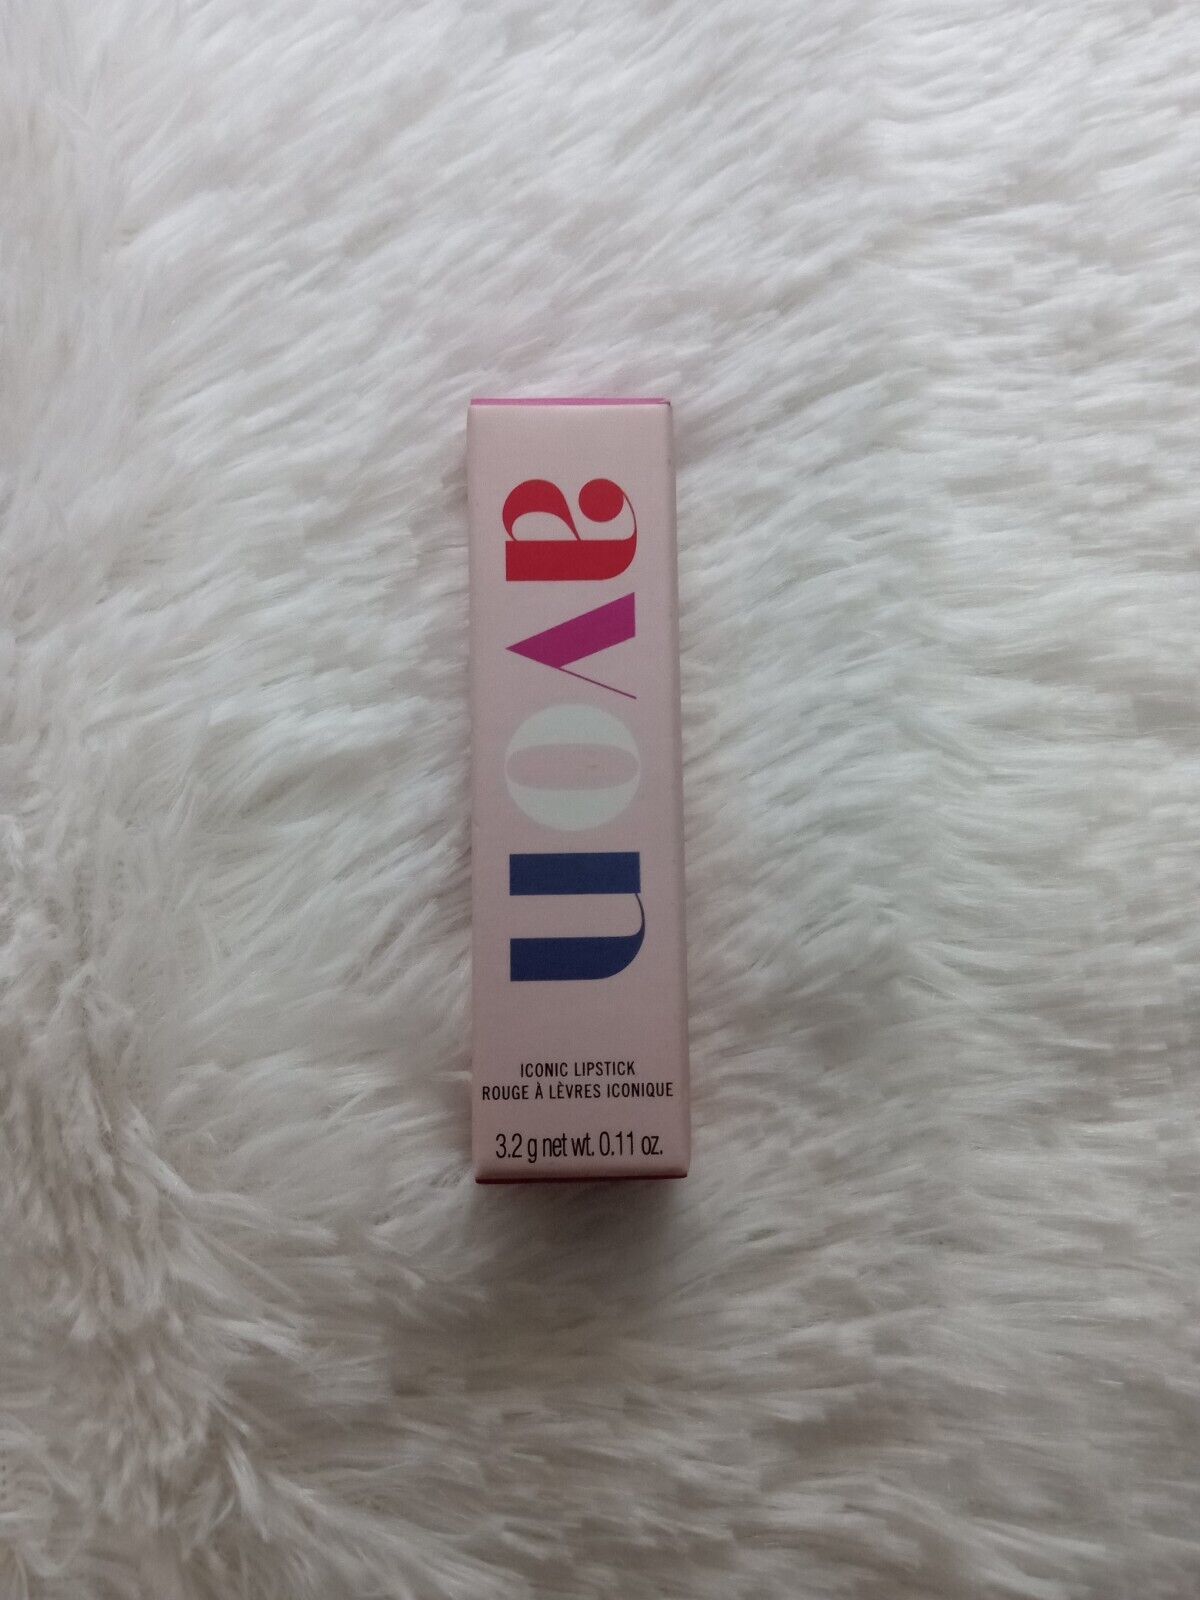 avon
ICONIC LIPSTICK
ROUGE À LÈVRES ICONIQUE
3.2 g net wt. 0.11 oz.